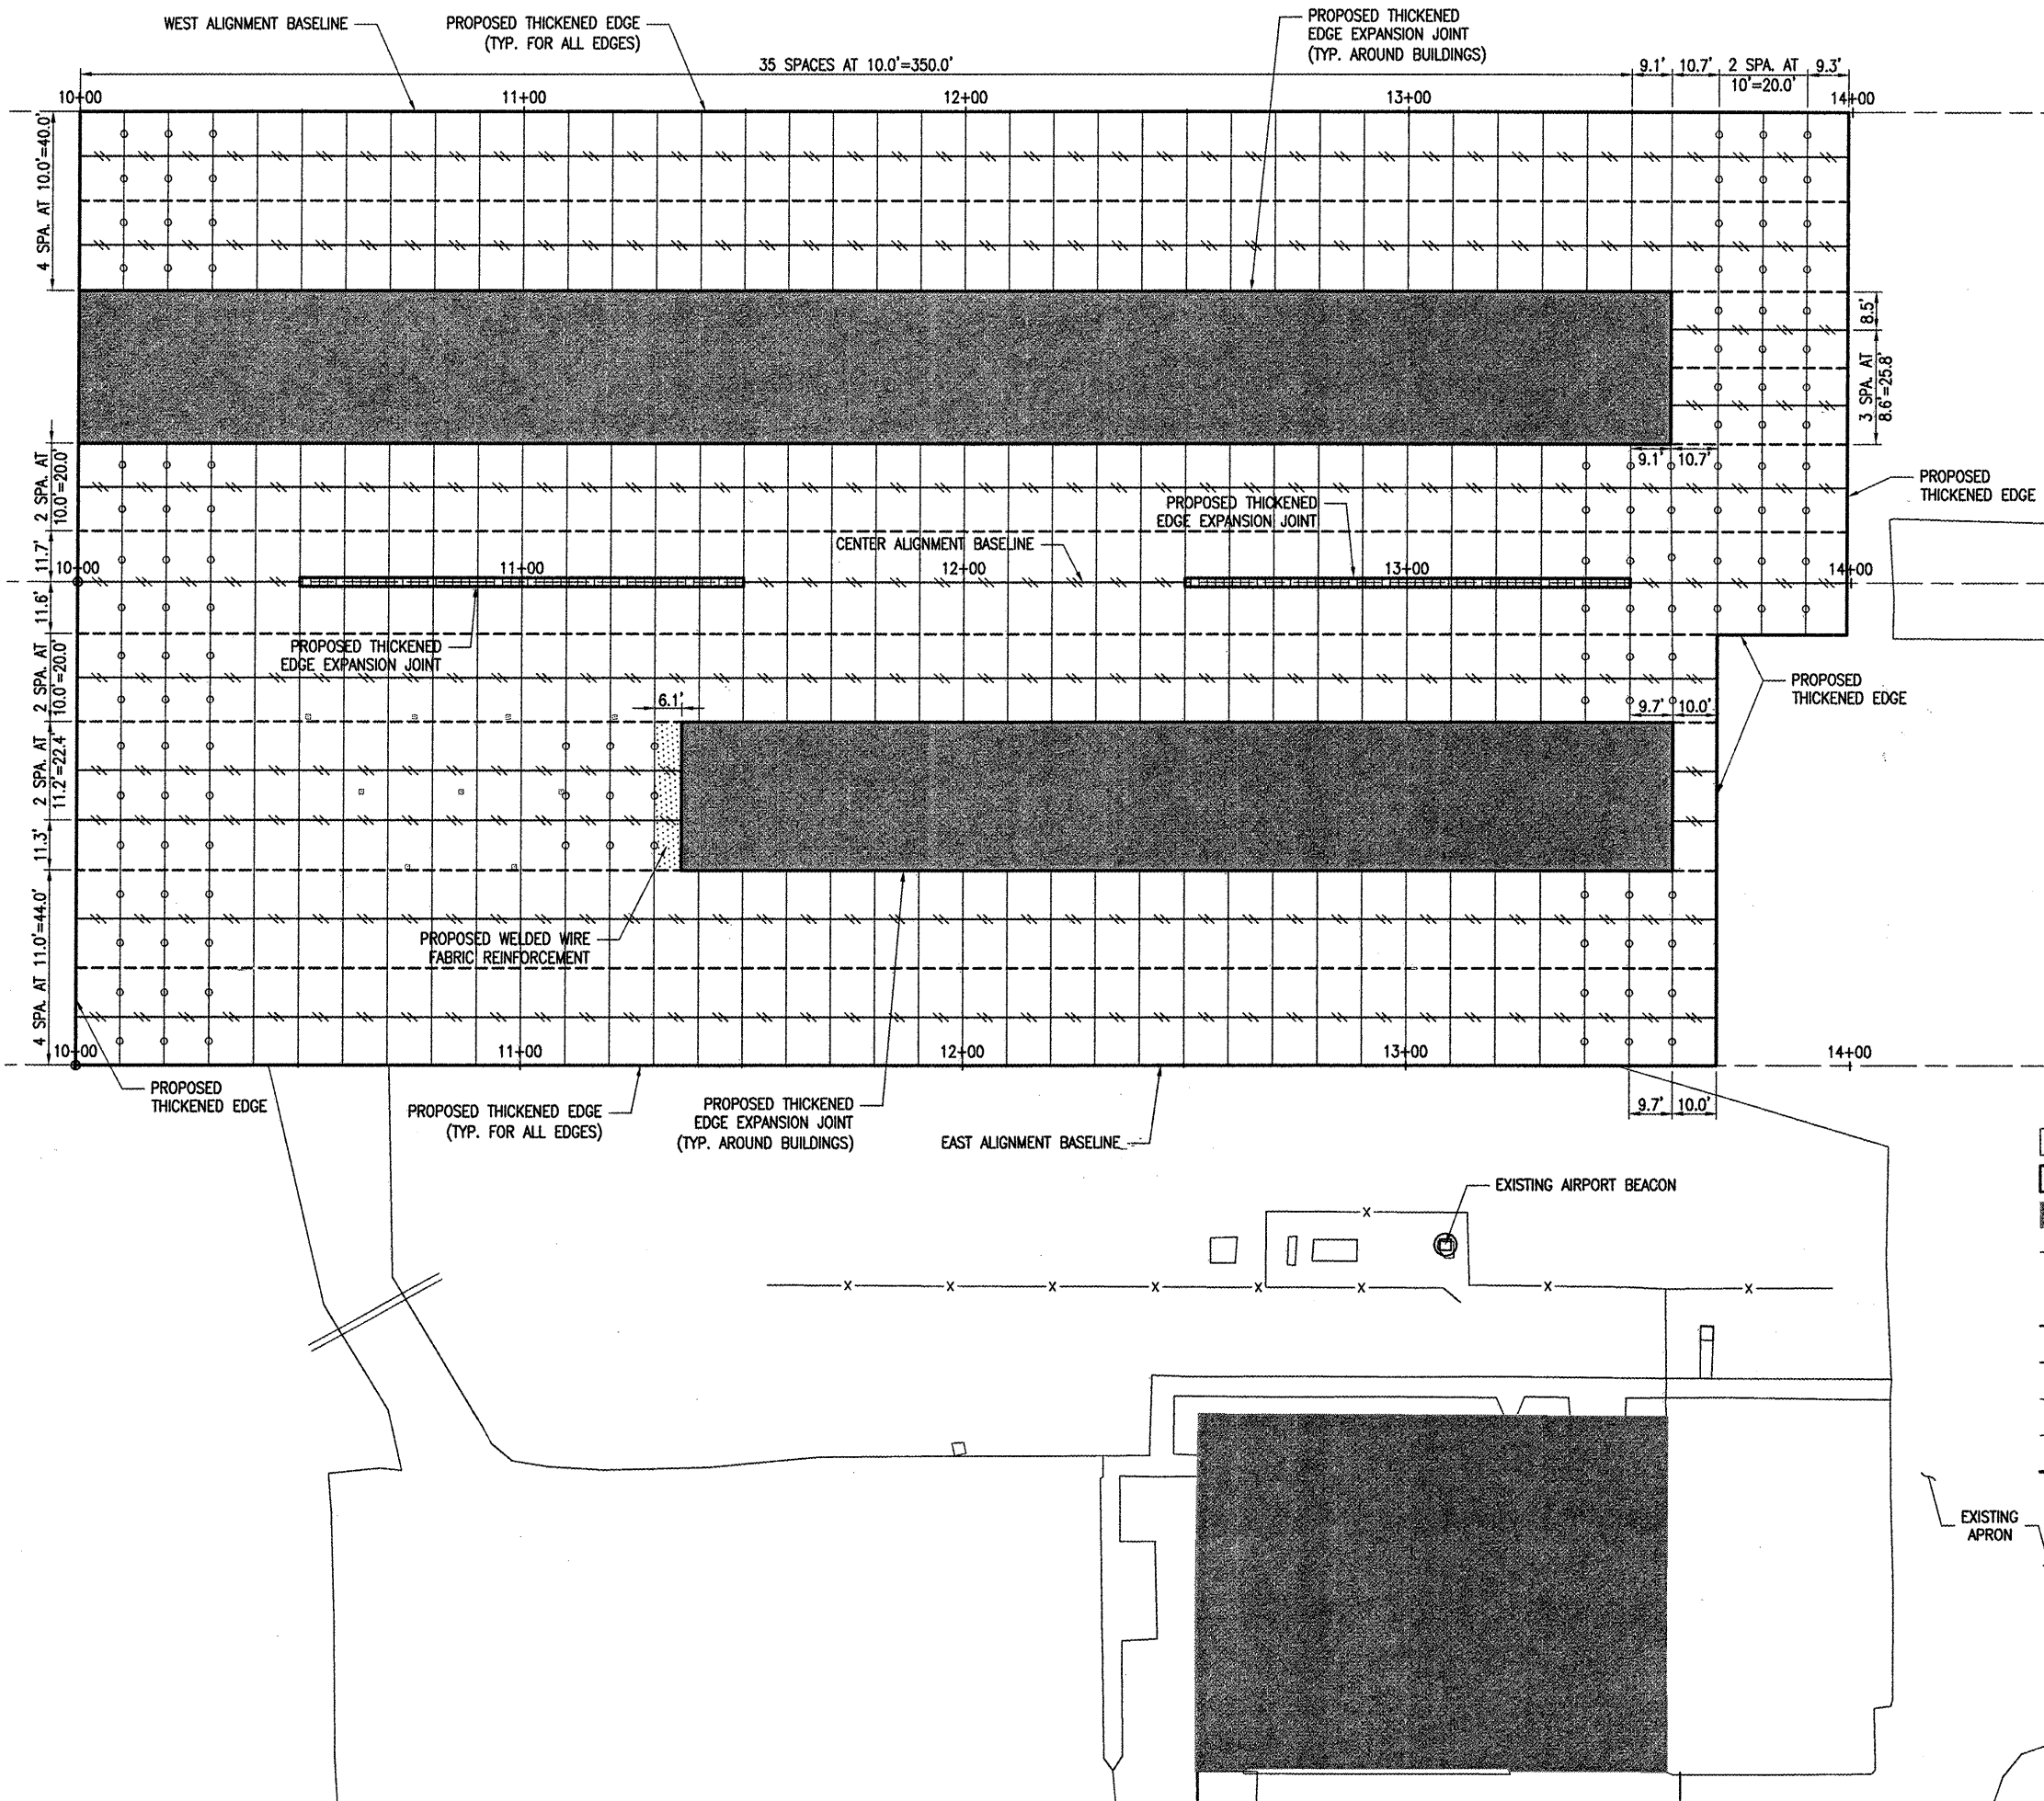 WEST ALIGNMENT BASELINE
PROPOSED THICKENED EDGE
(TYP. FOR ALL EDGES)
PROPOSED THICKENED
EDGE EXPANSION JOINT
(TYP. AROUND BUILDINGS)
35 SPACES AT 10.0'=350.0'
9.1'
10.7'
2 SPA. AT
10'=20.0'
9.3'
10+00
11+00
12+00
13+00
14+00
4 SPA. AT 10.0'=40.0'
8.5'
3 SPA. AT
8.6'=25.8'
2 SPA. AT
10.0'=20.0'
9.1'
10.7'
PROPOSED
THICKENED EDGE
PROPOSED THICKENED
EDGE EXPANSION JOINT
CENTER ALIGNMENT BASELINE
11.7'
10+00
11+00
12+00
13+00
14+00
11.6'
PROPOSED THICKENED
EDGE EXPANSION JOINT
2 SPA. AT
10.0'=20.0'
PROPOSED
THICKENED EDGE
6.1'
9.7'
10.0'
2 SPA. AT
11.2'=22.4
11.3'
PROPOSED WELDED WIRE
FABRIC REINFORCEMENT
4 SPA. AT 11.0'=44.0'
10+00
11+00
12+00
13+00
14+00
PROPOSED
THICKENED EDGE
PROPOSED THICKENED EDGE
(TYP. FOR ALL EDGES)
PROPOSED THICKENED
EDGE EXPANSION JOINT
(TYP. AROUND BUILDINGS)
EAST ALIGNMENT BASELINE
9.7'
10.0'
EXISTING AIRPORT BEACON
X
X X X X X X X X
EXISTING
APRON